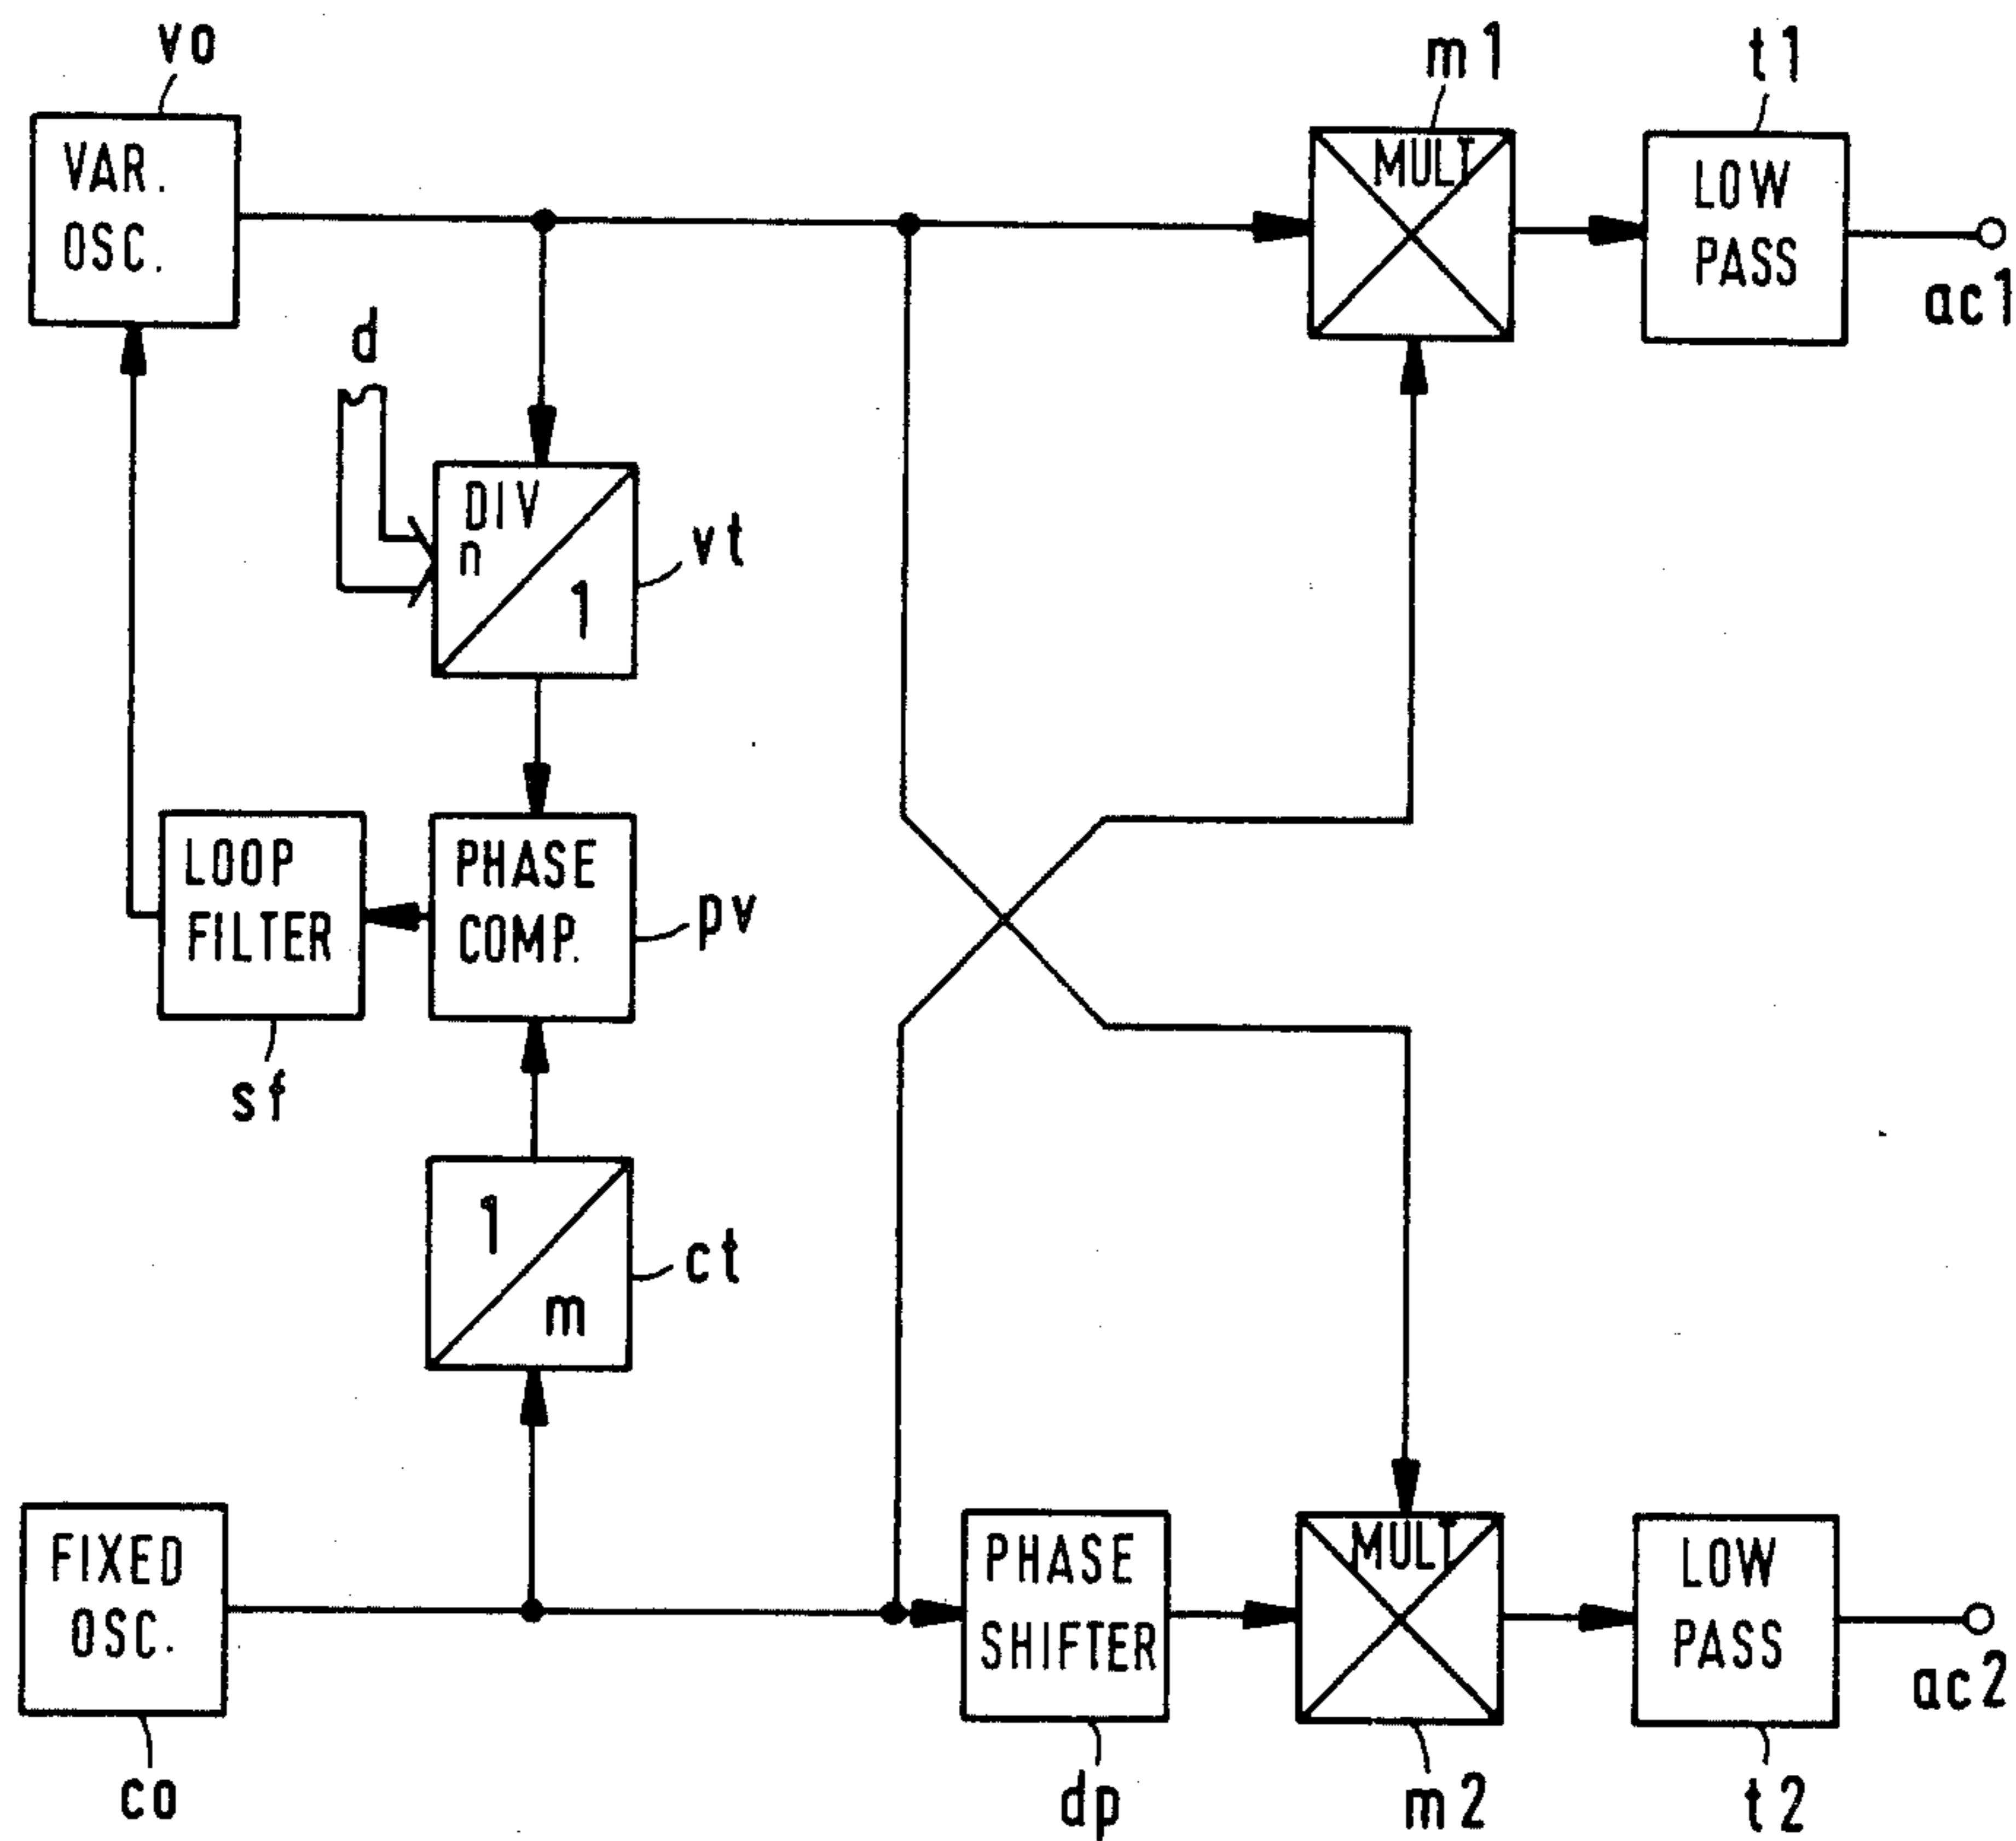 vo
m1
t1
VAR.
OSC.
MULT
LOW
PASS
ac1
d
DIV
n
1
vt
LOOP
FILTER
PHASE
COMP.
pv
sf
1
m
ct
FIXED
OSC.
PHASE
SHIFTER
MULT
LOW
PASS
ac2
co
dp
m2
t2